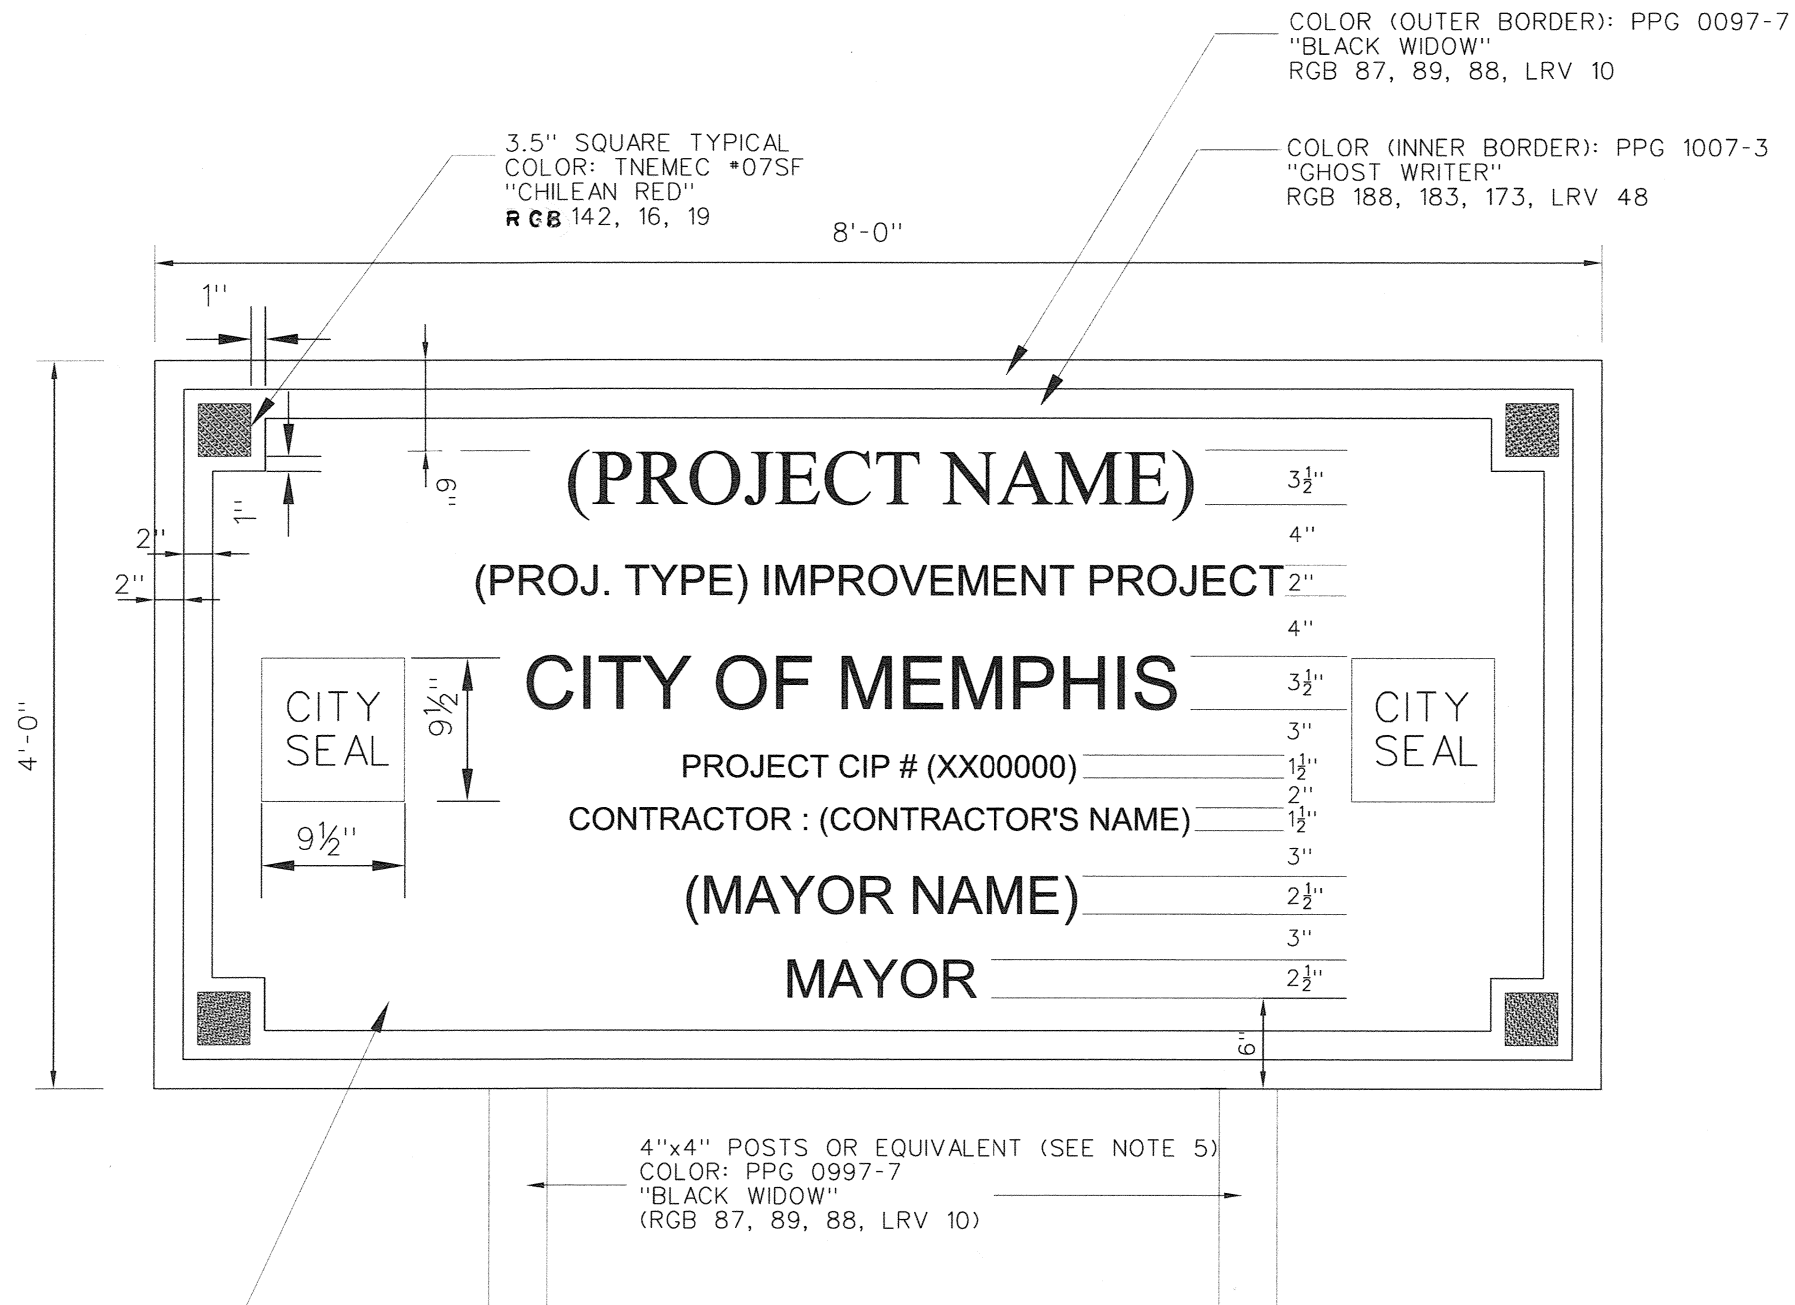 COLOR (OUTER BORDER): PPG 0097-7
"BLACK WIDOW"
RGB 87, 89, 88, LRV 10
3.5" SQUARE TYPICAL
COLOR: TNEMEC #07SF
"CHILEAN RED"
RGB 142, 16, 19
COLOR (INNER BORDER): PPG 1007-3
"GHOST WRITER"
RGB 188, 183, 173, LRV 48
8'-0"
1"
6"
1"
2"
2"
4'-0"
(PROJECT NAME)
3½"
4"
(PROJ. TYPE) IMPROVEMENT PROJECT
2"
4"
CITY OF MEMPHIS
3½"
CITY
SEAL
9½"
9½"
CITY
SEAL
3"
PROJECT CIP # (XX00000)
1½"
2"
CONTRACTOR : (CONTRACTOR'S NAME)
1½"
3"
(MAYOR NAME)
2½"
3"
MAYOR
2½"
6"
4"x4" POSTS OR EQUIVALENT (SEE NOTE 5)
COLOR: PPG 0997-7
"BLACK WIDOW"
(RGB 87, 89, 88, LRV 10)